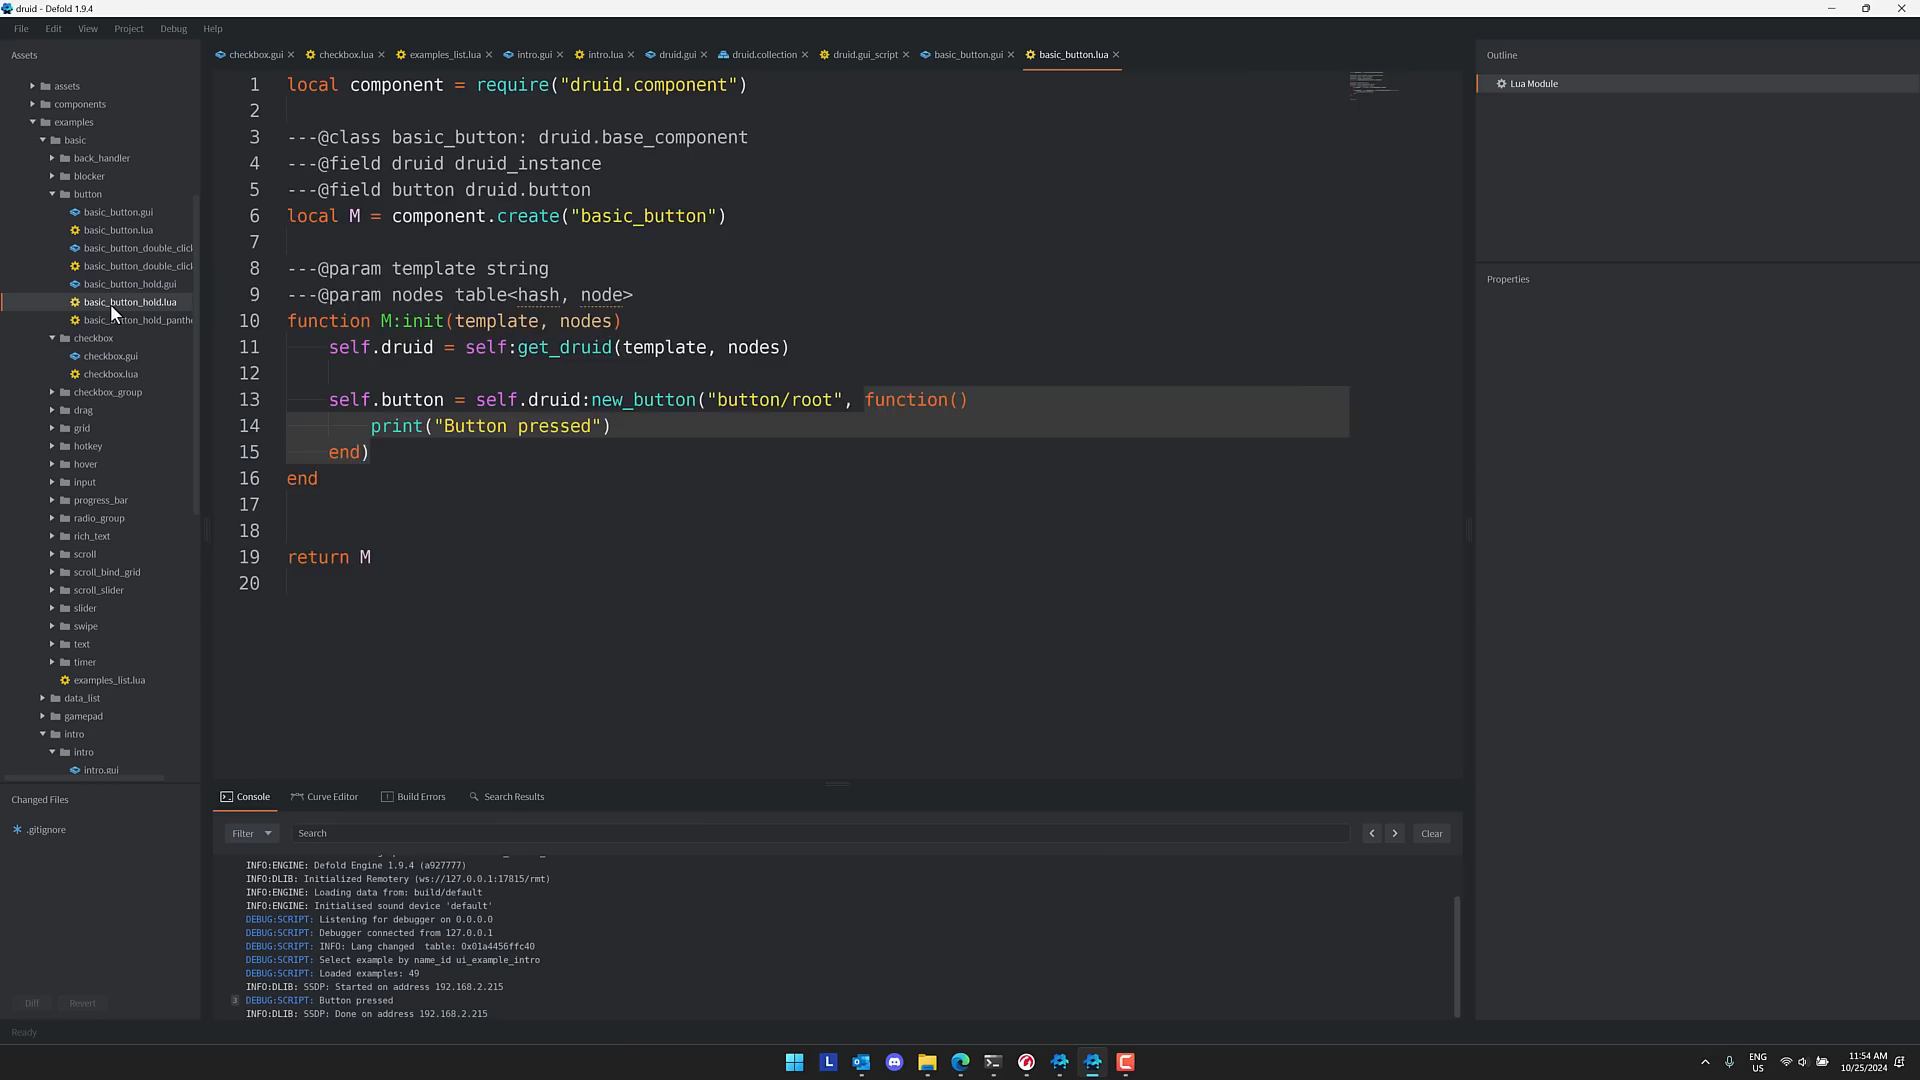 druid - Defold 1.9.4
File Edit View Project Debug Help
Assets
assets
components
examples
basic
back_handler
blocker
button
basic_button.gui
basic_button.lua
basic_button_double_click
basic_button_double_click
basic_button_hold.gui
basic_button_hold.lua
basic_button_hold_panthe
checkbox
checkbox.gui
checkbox.lua
checkbox_group
drag
grid
hotkey
hover
input
progress_bar
radio_group
rich_text
scroll
scroll_bind_grid
scroll_slider
slider
swipe
text
timer
examples_list.lua
data_list
gamepad
intro
intro
intro.gui
Changed Files
.gitignore
Diff Revert
Ready
checkbox.gui checkbox.lua examples_list.lua intro.gui intro.lua druid.gui druid.collection druid.gui_script basic_button.gui basic_button.lua
1 local component = require("druid.component")
2
3 ---@class basic_button: druid.base_component
4 ---@field druid druid_instance
5 ---@field button druid.button
6 local M = component.create("basic_button")
7
8 ---@param template string
9 ---@param nodes table<hash, node>
10 function M:init(template, nodes)
11 self.druid = self:get_druid(template, nodes)
12
13 self.button = self.druid:new_button("button/root", function()
14 print("Button pressed")
15 end)
16 end
17
18
19 return M
20
Console Curve Editor Build Errors Search Results
Filter Search Clear
INFO:ENGINE: Defold Engine 1.9.4 (a927777)
INFO:DLIB: Initialized Remotery (ws://127.0.0.1:17815/rmt)
INFO:ENGINE: Loading data from: build/default
INFO:ENGINE: Initialised sound device 'default'
DEBUG:SCRIPT: Listening for debugger on 0.0.0.0
DEBUG:SCRIPT: Debugger connected from 127.0.0.1
DEBUG:SCRIPT: INFO: Lang changed table: 0x01a4456ffc40
DEBUG:SCRIPT: Select example by name_id ui_example_intro
DEBUG:SCRIPT: Loaded examples: 49
INFO:DLIB: SSDP: Started on address 192.168.2.215
3 DEBUG:SCRIPT: Button pressed
INFO:DLIB: SSDP: Done on address 192.168.2.215
Outline
Lua Module
Properties
L
ENG
US
11:54 AM
10/25/2024